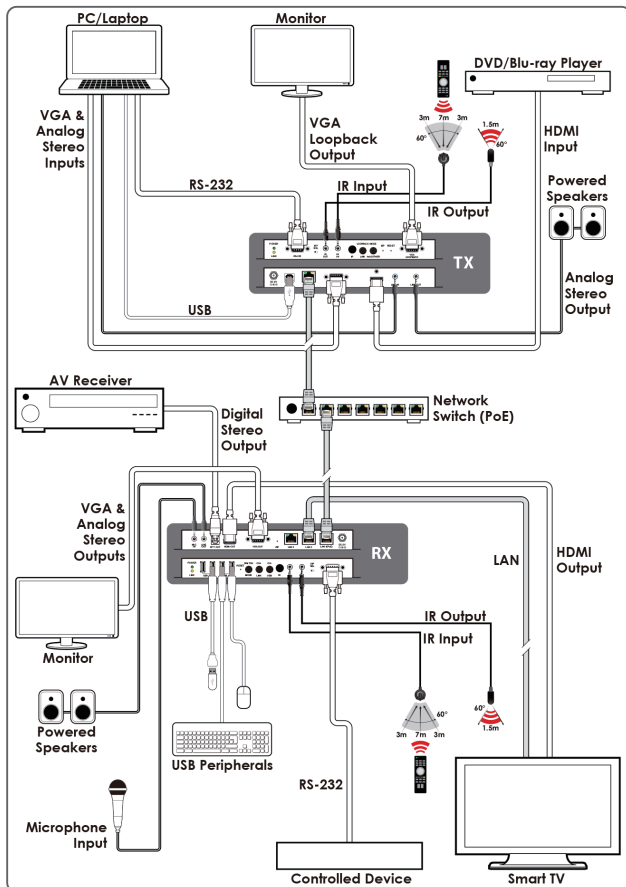 PC/Laptop
Monitor
DVD/Blu-ray Player
VGA &
Analog
Stereo
Inputs
VGA
Loopback
Output
3m 7m 3m
60°
1.5m
60°
HDMI
Input
RS-232
IR Input
IR Output
Powered
Speakers
TX
USB
Analog
Stereo
Output
AV Receiver
Digital
Stereo
Output
Network
Switch (PoE)
VGA &
Analog
Stereo
Outputs
RX
LAN
HDMI
Output
USB
IR Output
IR Input
Monitor
60°
3m 7m 3m
60°
1.5m
Powered
Speakers
USB Peripherals
RS-232
Microphone
Input
Controlled Device
Smart TV